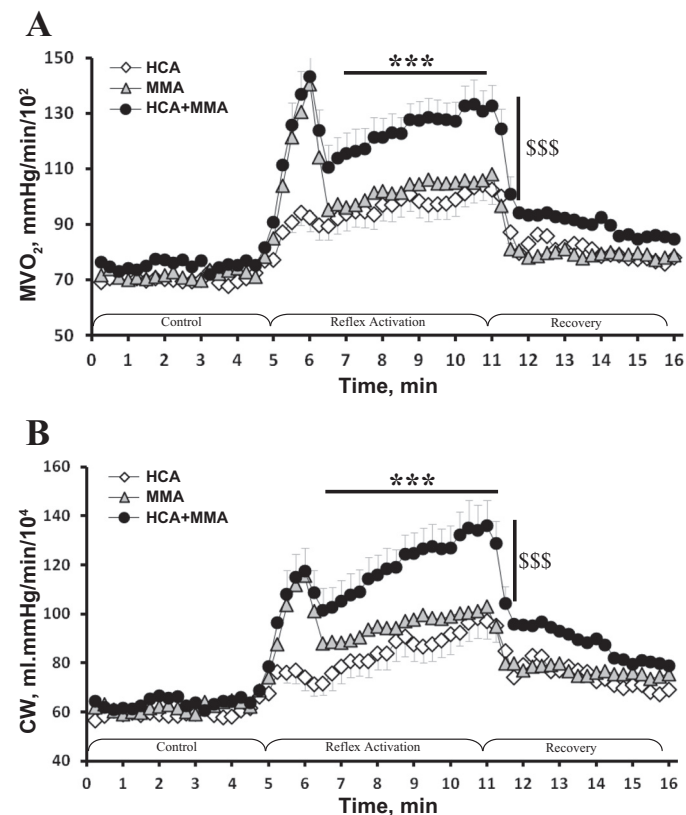 A
MVO₂, mmHg/min/10²
150
130
110
90
70
50
HCA
MMA
HCA+MMA
***
$$$
Control
Reflex Activation
Recovery
0 1 2 3 4 5 6 7 8 9 10 11 12 13 14 15 16
Time, min
B
CW, ml.mmHg/min/10⁴
160
140
120
100
80
60
40
HCA
MMA
HCA+MMA
***
$$$
Control
Reflex Activation
Recovery
0 1 2 3 4 5 6 7 8 9 10 11 12 13 14 15 16
Time, min